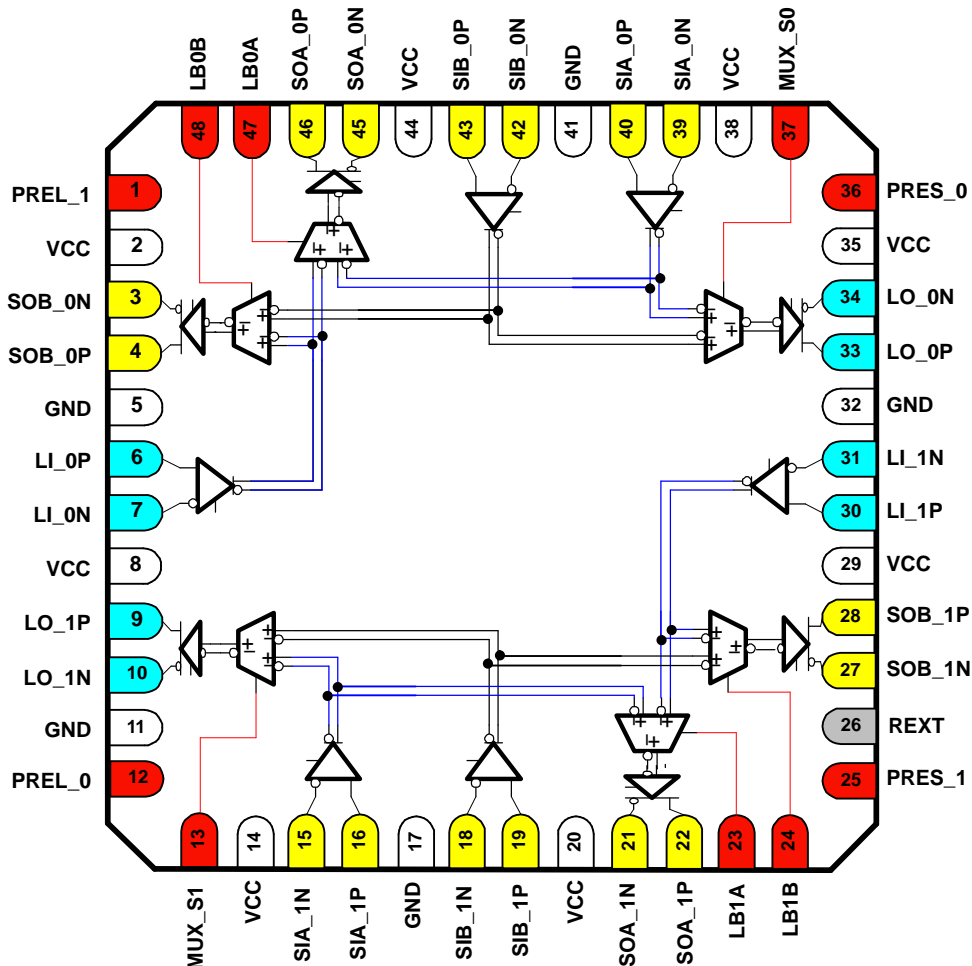 LB0B
LB0A
SOA_0P
SOA_0N
VCC
SIB_0P
SIB_0N
GND
SIA_0P
SIA_0N
VCC
MUX_S0
48
47
46
45
44
43
42
41
40
39
38
37
PREL_1
1
36
PRES_0
VCC
2
35
VCC
SOB_0N
3
34
LO_0N
SOB_0P
4
33
LO_0P
GND
5
32
GND
LI_0P
6
31
LI_1N
LI_0N
7
30
LI_1P
VCC
8
29
VCC
LO_1P
9
28
SOB_1P
LO_1N
10
27
SOB_1N
GND
11
26
REXT
PREL_0
12
25
PRES_1
13
14
15
16
17
18
19
20
21
22
23
24
MUX_S1
VCC
SIA_1N
SIA_1P
GND
SIB_1N
SIB_1P
VCC
SOA_1N
SOA_1P
LB1A
LB1B